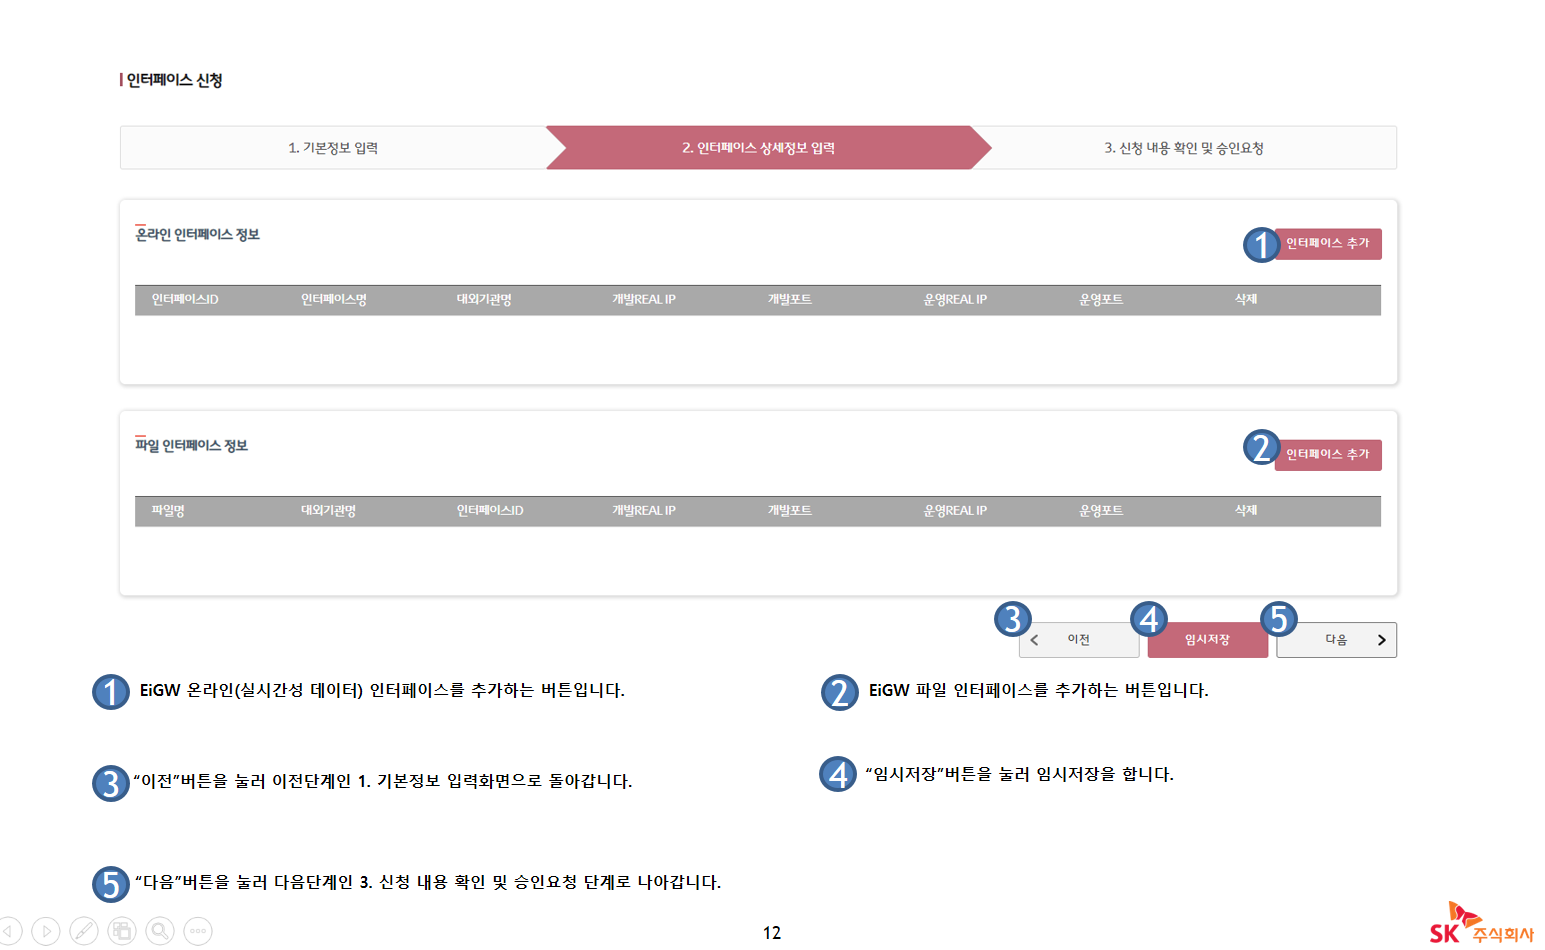 인터페이스 신청
1. 기본정보 입력
2. 인터페이스 상세정보 입력
3. 신청 내용 확인 및 승인요청
온라인 인터페이스 정보
1 인터페이스 추가
인터페이스ID 인터페이스명 대외기관명 개발REAL IP 개발포트 운영REAL IP 운영포트 삭제
파일 인터페이스 정보
2 인터페이스 추가
파일명 대외기관명 인터페이스ID 개발REAL IP 개발포트 운영REAL IP 운영포트 삭제
3 이전
4 임시저장
5 다음
1 EiGW 온라인(실시간성 데이터) 인터페이스를 추가하는 버튼입니다.
2 EiGW 파일 인터페이스를 추가하는 버튼입니다.
3 “이전”버튼을 눌러 이전단계인 1. 기본정보 입력화면으로 돌아갑니다.
4 “임시저장”버튼을 눌러 임시저장을 합니다.
5 “다음”버튼을 눌러 다음단계인 3. 신청 내용 확인 및 승인요청 단계로 나아갑니다.
12
SK 주식회사